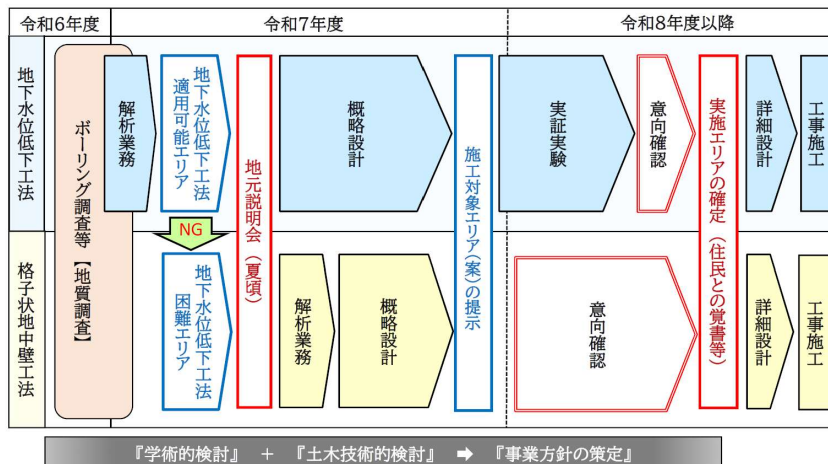 令和6年度
令和7年度
令和8年度以降
地下水位低下工法
格子状地中壁工法
ボーリング調査等【地質調査】
解析業務
地下水位低下工法
適用可能エリア
NG
地下水位低下工法
困難エリア
地元説明会（夏頃）
概略設計
解析業務
概略設計
施工対象エリア（案）の提示
実証実験
意向確認
意向確認
実施エリアの確定（住民との覚書等）
詳細設計
工事施工
詳細設計
工事施工
『学術的検討』 + 『土木技術的検討』 ➡ 『事業方針の策定』